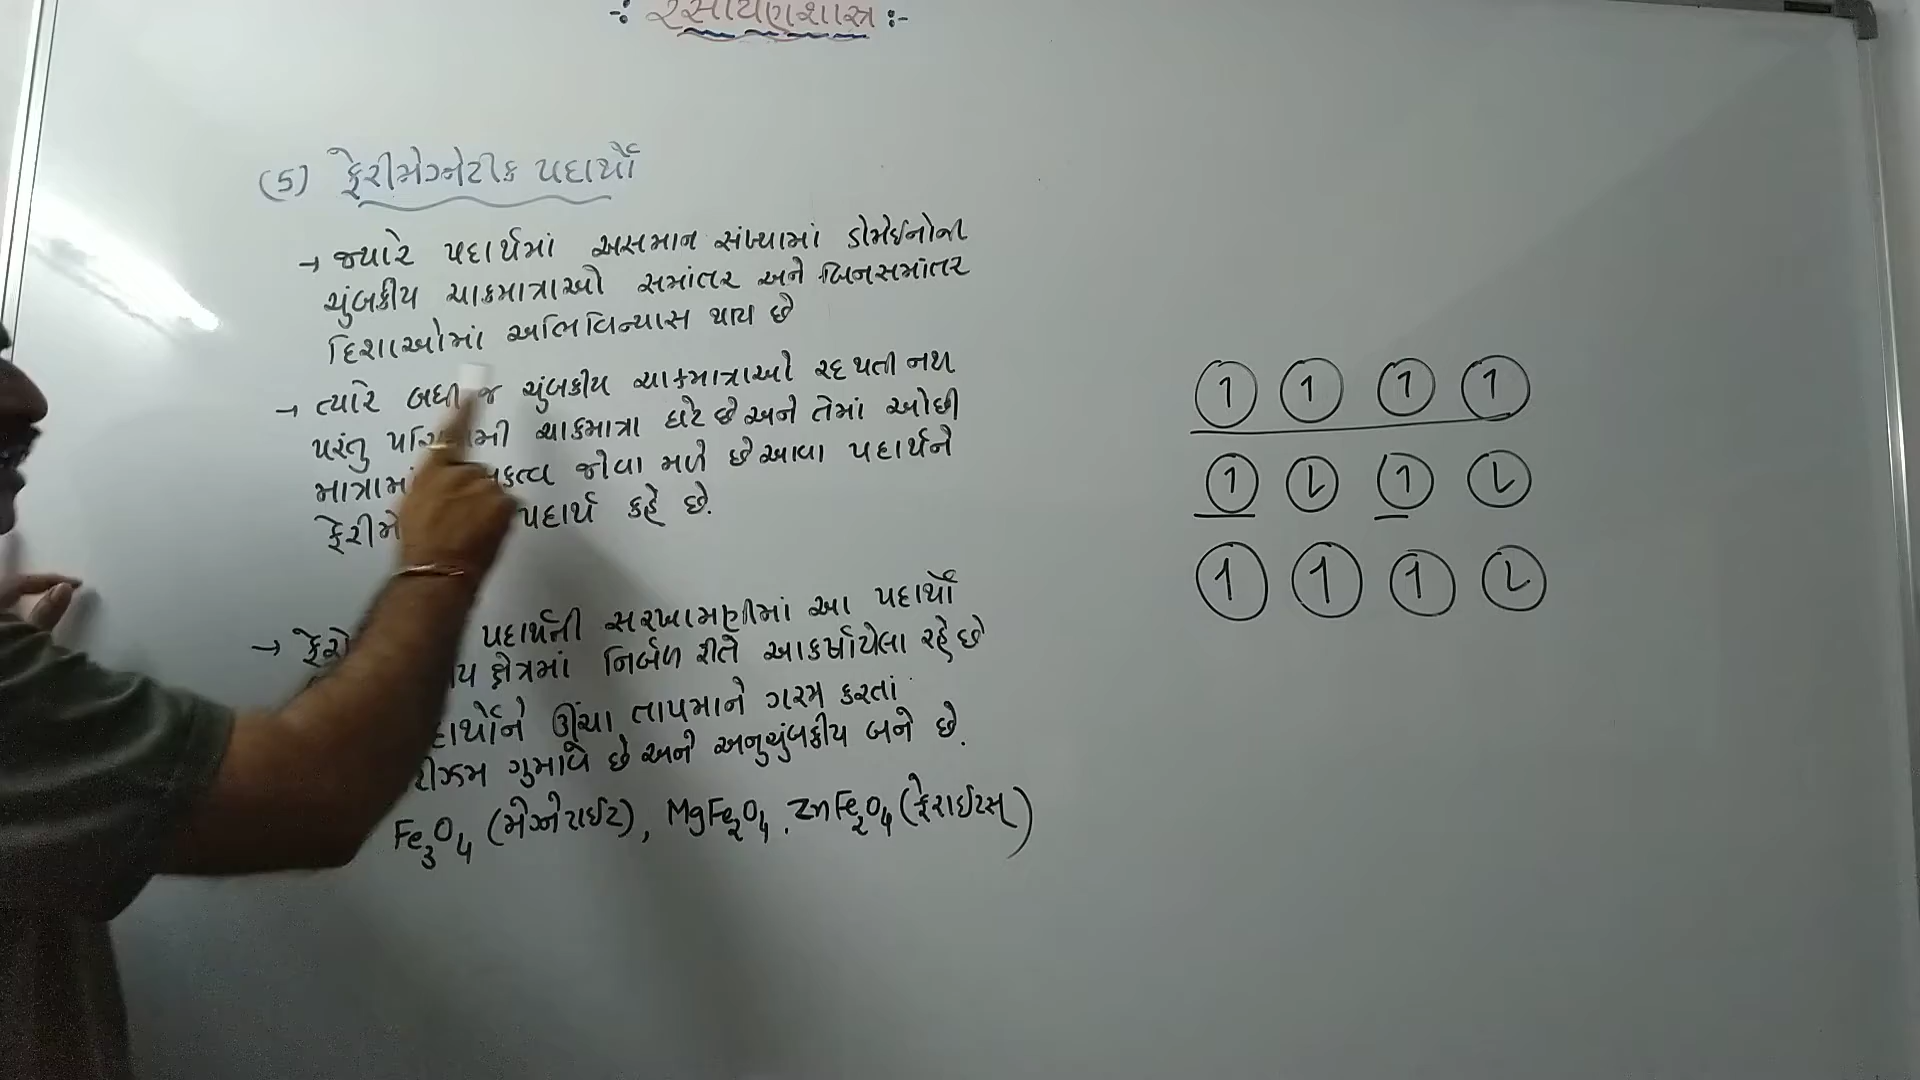 -: રસાયણશાસ્ત્ર :-
(5) ફેરીમેગ્નેટીક પદાર્થો
→ જ્યારે પદાર્થમાં અસમાન સંખ્યામાં ડોમેઈનોની
ચુંબકીય ચાકમાત્રાઓ સમાંતર અને બિનસમાંતર
દિશાઓમાં અભિવિન્યાસ થાય છે
→ ત્યારે બધી જ ચુંબકીય ચાકમાત્રાઓ રદ થતી નથી
પરંતુ ચાકમાત્રા ઘટે છે અને તેમાં ઓછી
માત્રામાં જોવા મળે છે આવા પદાર્થને
ફેરીમે પદાર્થ કહે છે.
→ ફેરો પદાર્થની સરખામણીમાં આ પદાર્થો
ય ક્ષેત્રમાં નિર્બળ રીતે આકર્ષાયેલા રહે છે
ઊંચા તાપમાને ગરમ કરતાં
ગુમાવે છે અને અનુચુંબકીય બને છે.
Fe3O4 (મેગ્નેટાઈટ), MgFe2O4, ZnFe2O4 (ફેરાઈટસ્)
1 1 1 1
1 L 1 L
1 1 1 L